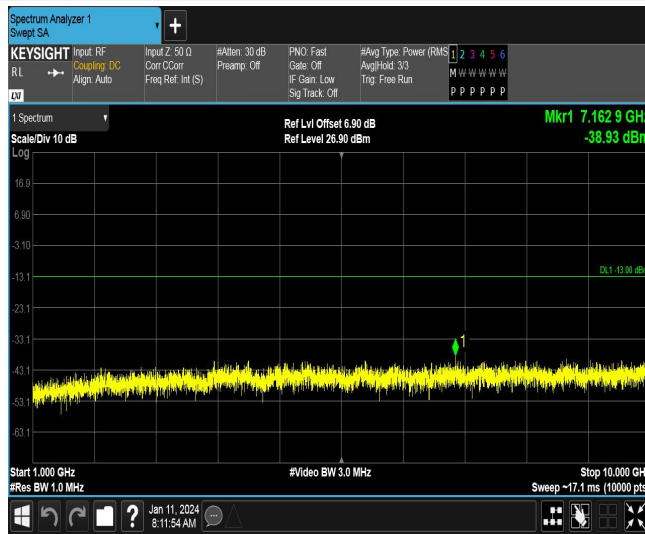 Spectrum Analyzer 1
Swept SA
+
KEYSIGHT Input: RF Input Z: 50 Ω #Atten: 30 dB PNO: Fast #Avg Type: Power (RMS 1 2 3 4 5 6
R L Coupling: DC Corr CCorr Preamp: Off Gate: Off Avg|Hold: 3/3 M W W W W W
Align: Auto Freq Ref: Int (S) IF Gain: Low Trig: Free Run
LXI Sig Track: Off P P P P P P
1 Spectrum Ref Lvl Offset 6.90 dB Mkr1 7.162 9 GHz
Scale/Div 10 dB Ref Level 26.90 dBm -38.93 dBm
Log
16.9
6.90
-3.10
-13.1 DL1 -13.00 dBm
-23.1
-33.1
1
-43.1
-53.1
-63.1
Start 1.000 GHz #Video BW 3.0 MHz Stop 10.000 GH
#Res BW 1.0 MHz Sweep ~17.1 ms (10000 pts
? Jan 11, 2024
8:11:54 AM